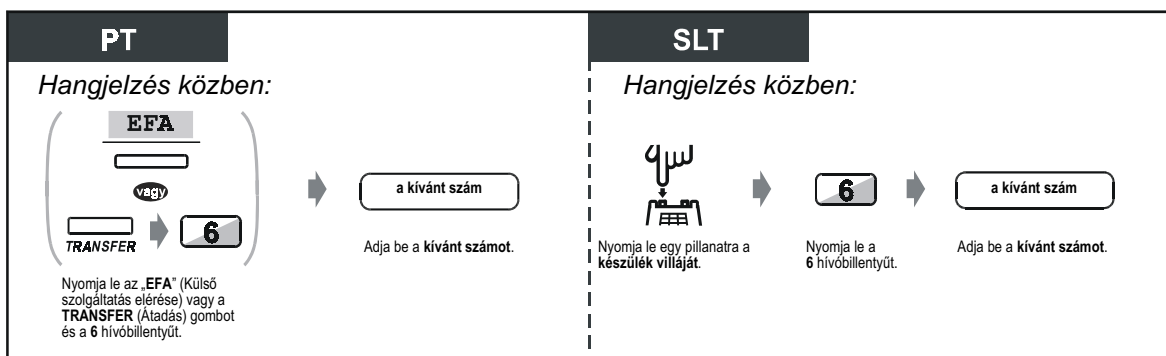 PT
Hangjelzés közben:
EFA
vagy
TRANSFER
6
Nyomja le az „EFA” (Külső
szolgáltatás elérése) vagy a
TRANSFER (Átadás) gombot
és a 6 hívóbillentyűt.
a kívánt szám
Adja be a kívánt számot.
SLT
Hangjelzés közben:
Nyomja le egy pillanatra a
készülék villáját.
6
Nyomja le a
6 hívóbillentyűt.
a kívánt szám
Adja be a kívánt számot.